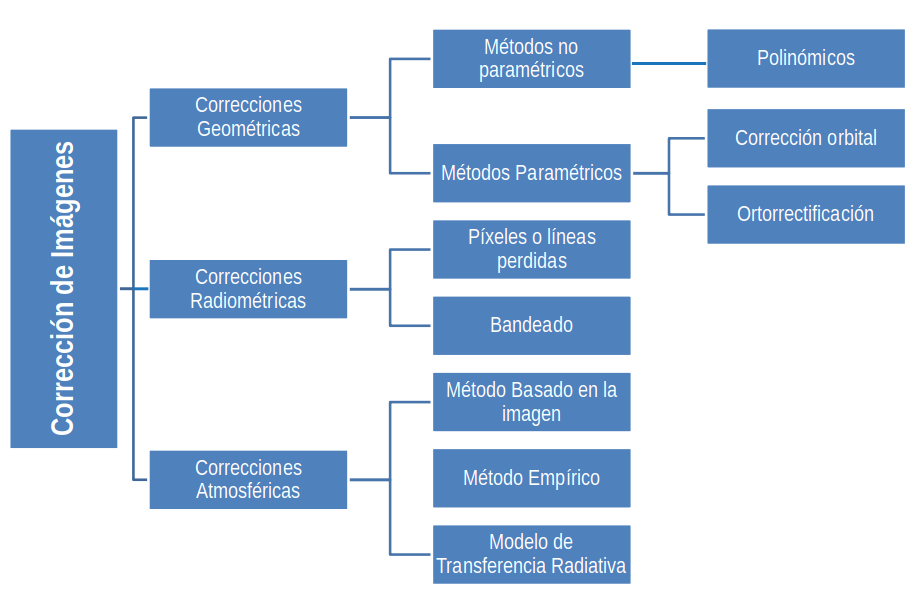 Corrección de Imágenes
Correcciones
Geométricas
Métodos no
paramétricos
Polinómicos
Métodos Paramétricos
Corrección orbital
Ortorrectificación
Correcciones
Radiométricas
Píxeles o líneas
perdidas
Bandeado
Correcciones
Atmosféricas
Método Basado en la
imagen
Método Empírico
Modelo de
Transferencia Radiativa